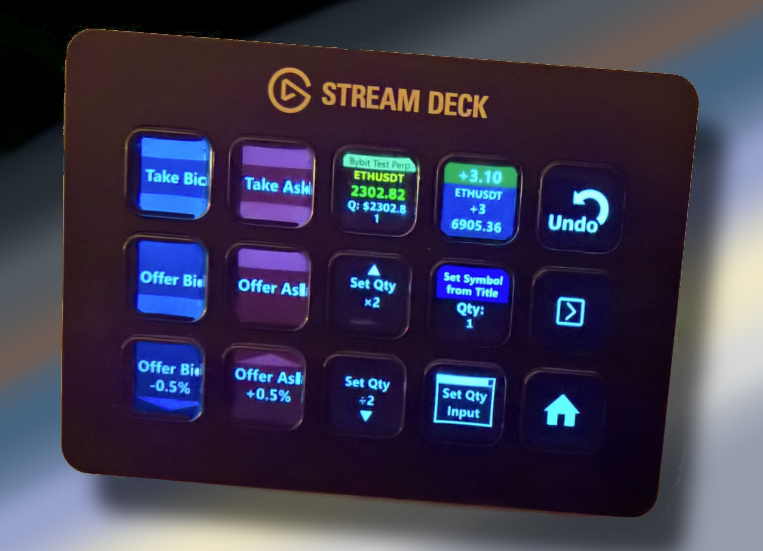 STREAM DECK
Take Bid
Take Ask
Bybit Test Perp
ETHUSDT
2302.82
Q: $2302.8
1
+3.10
ETHUSDT
+3
6905.36
Undo
Offer Bid
Offer Ask
Set Qty
×2
Set Symbol
from Title
Qty:
1
Offer Bid
-0.5%
Offer Ask
+0.5%
Set Qty
÷2
Set Qty
Input